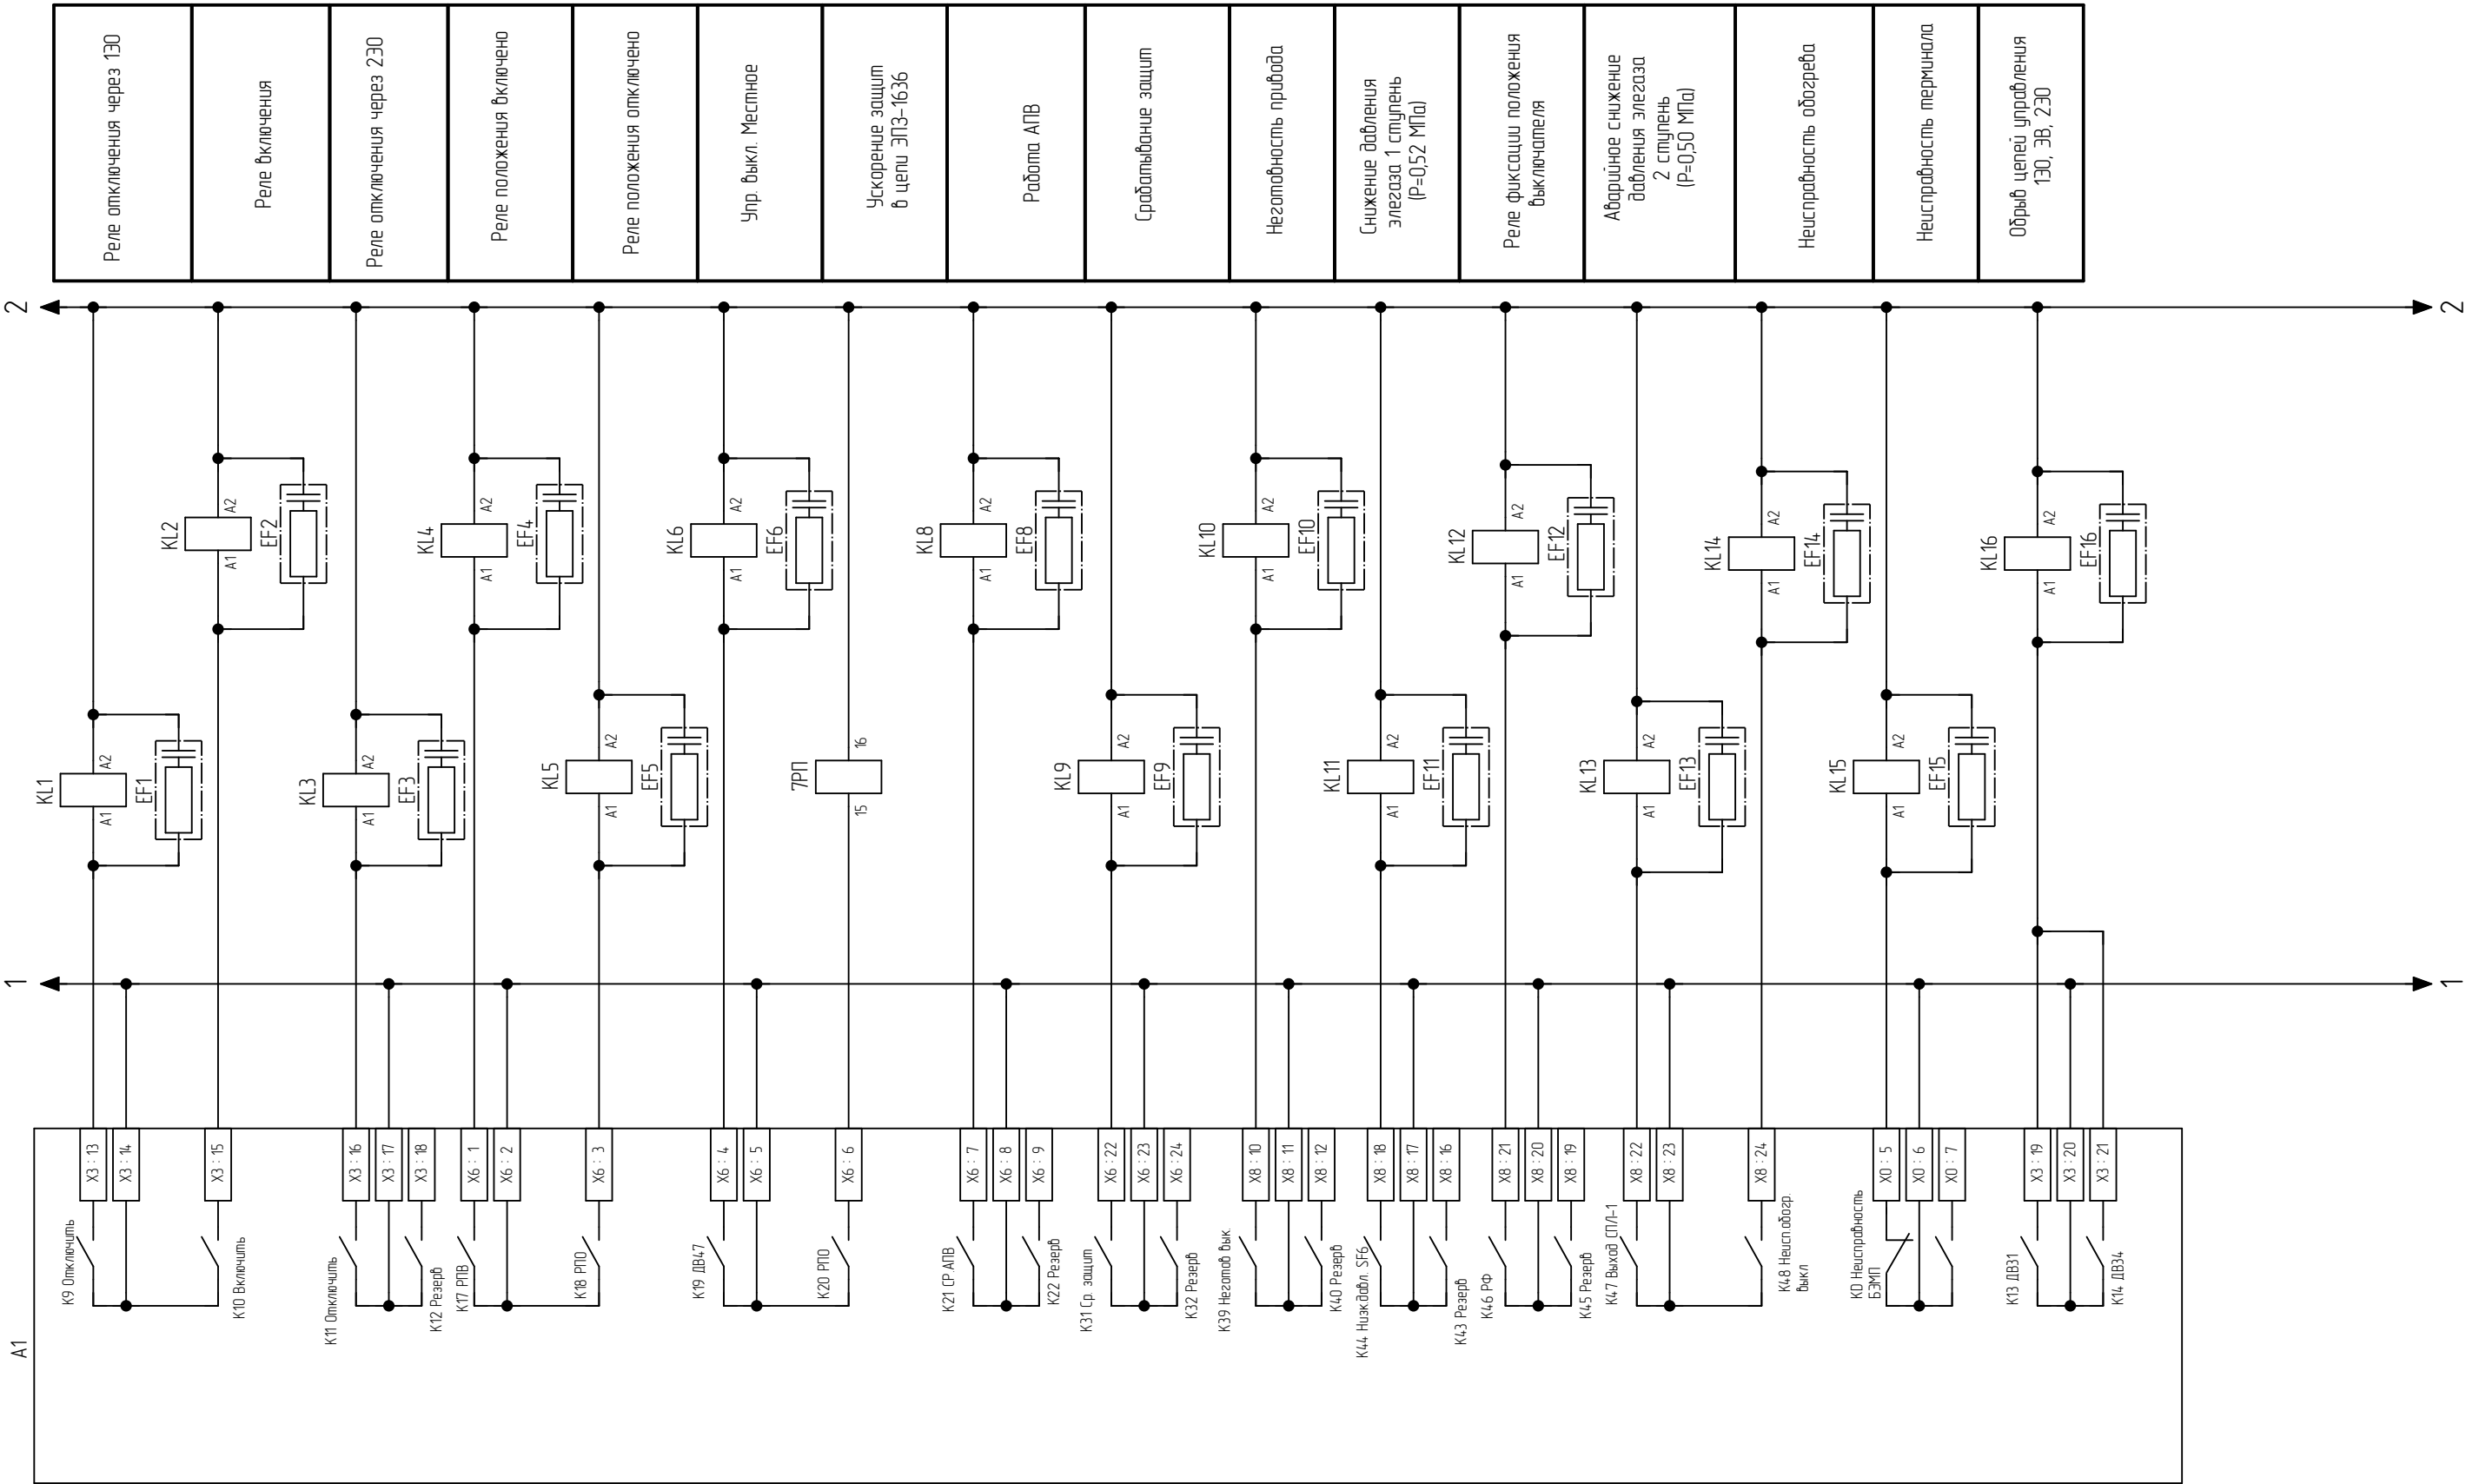 Реле отключения через 1ЭО
Реле включения
Реле отключения через 2ЭО
Реле положения включено
Реле положения отключено
Упр. выкл. Местное
Ускорение защит
в цепи ЭПЗ-1636
Работа АПВ
Срабатывание защит
Неготовность привода
Снижение давления
элегаза 1 ступень
(Р=0,52 МПа)
Реле фиксации положения
выключателя
Аварийное снижение
давления элегаза
2 ступень
(Р=0,50 МПа)
Неисправность обогрева
Неисправность терминала
Обрыв цепей управления
1ЭО, ЭВ, 2ЭО
2
2
KL1
A1
A2
EF1
KL2
A1
A2
EF2
KL3
A1
A2
EF3
KL4
A1
A2
EF4
KL5
A1
A2
EF5
KL6
A1
A2
EF6
7РП
15
16
KL8
A1
A2
EF8
KL9
A1
A2
EF9
KL10
A1
A2
EF10
KL11
A1
A2
EF11
KL12
A1
A2
EF12
KL13
A1
A2
EF13
KL14
A1
A2
EF14
KL15
A1
A2
EF15
KL16
A1
A2
EF16
1
1
A1
X3 : 13
X3 : 14
X3 : 15
X3 : 16
X3 : 17
X3 : 18
X6 : 1
X6 : 2
X6 : 3
X6 : 4
X6 : 5
X6 : 6
X6 : 7
X6 : 8
X6 : 9
X6 : 22
X6 : 23
X6 : 24
X8 : 10
X8 : 11
X8 : 12
X8 : 18
X8 : 17
X8 : 16
X8 : 21
X8 : 20
X8 : 19
X8 : 22
X8 : 23
X8 : 24
X0 : 5
X0 : 6
X0 : 7
X3 : 19
X3 : 20
X3 : 21
K9 Отключить
K10 Включить
K11 Отключить
K12 Резерв
K17 РПВ
K18 РПО
K19 ДВ47
K20 РПО
K21 СР.АПВ
K22 Резерв
K31 Ср. защит
K32 Резерв
K39 Неготов вык.
K40 Резерв
K44 Низк.давл. SF6
K43 Резерв
K46 РФ
K45 Резерв
K47 Выход СПЛ-1
K48 Неисп.обогр.
выкл
K0 Неисправность
БЭМП
K13 ДВ31
K14 ДВ34